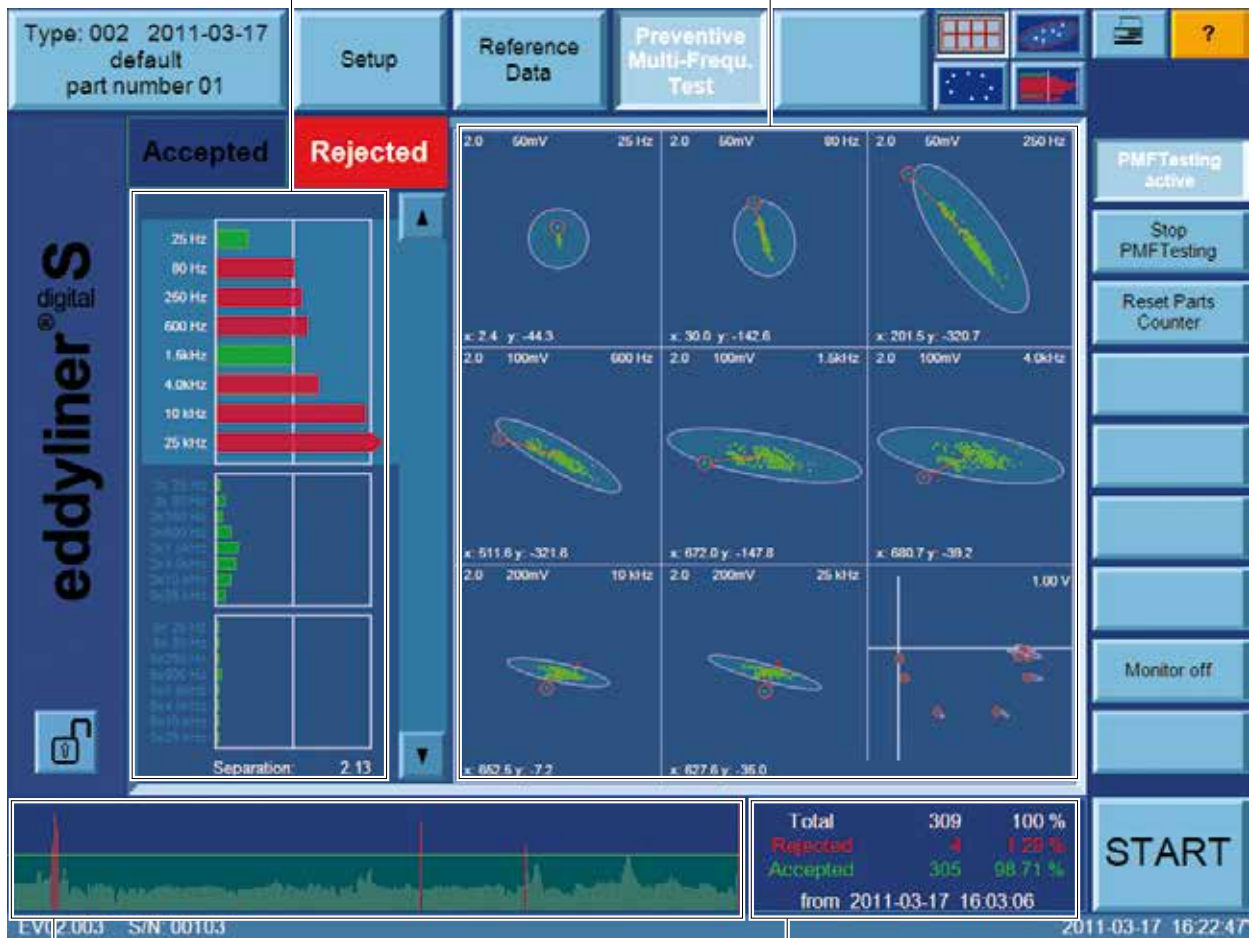 Type: 002 2011-03-17
default
part number 01
Setup
Reference
Data
Preventive
Multi-Frequ.
Test
?
Accepted
Rejected
25 Hz
80 Hz
250 Hz
600 Hz
1.6kHz
4.0kHz
10 kHz
25 kHz
Separation: 2.13
2.0 50mV 25 Hz
x: 2.4 y: -44.3
2.0 50mV 80 Hz
x: 30.0 y: -142.6
2.0 50mV 250 Hz
x: 201.5 y: -320.7
2.0 100mV 600 Hz
x: 511.6 y: -321.6
2.0 100mV 1.6kHz
x: 672.0 y: -147.8
2.0 100mV 4.0kHz
x: 680.7 y: -39.2
2.0 200mV 10 kHz
x: 652.5 y: -7.2
2.0 200mV 25 kHz
x: 627.6 y: -35.0
1.00 V
PMFTesting
active
Stop
PMFTesting
Reset Parts
Counter
Monitor off
START
eddyliner® S
digital
Total 309 100 %
Rejected 4 1.29 %
Accepted 305 98.71 %
from 2011-03-17 16:03:06
EV02.003 S/N: 00103
2011-03-17 16:22:47